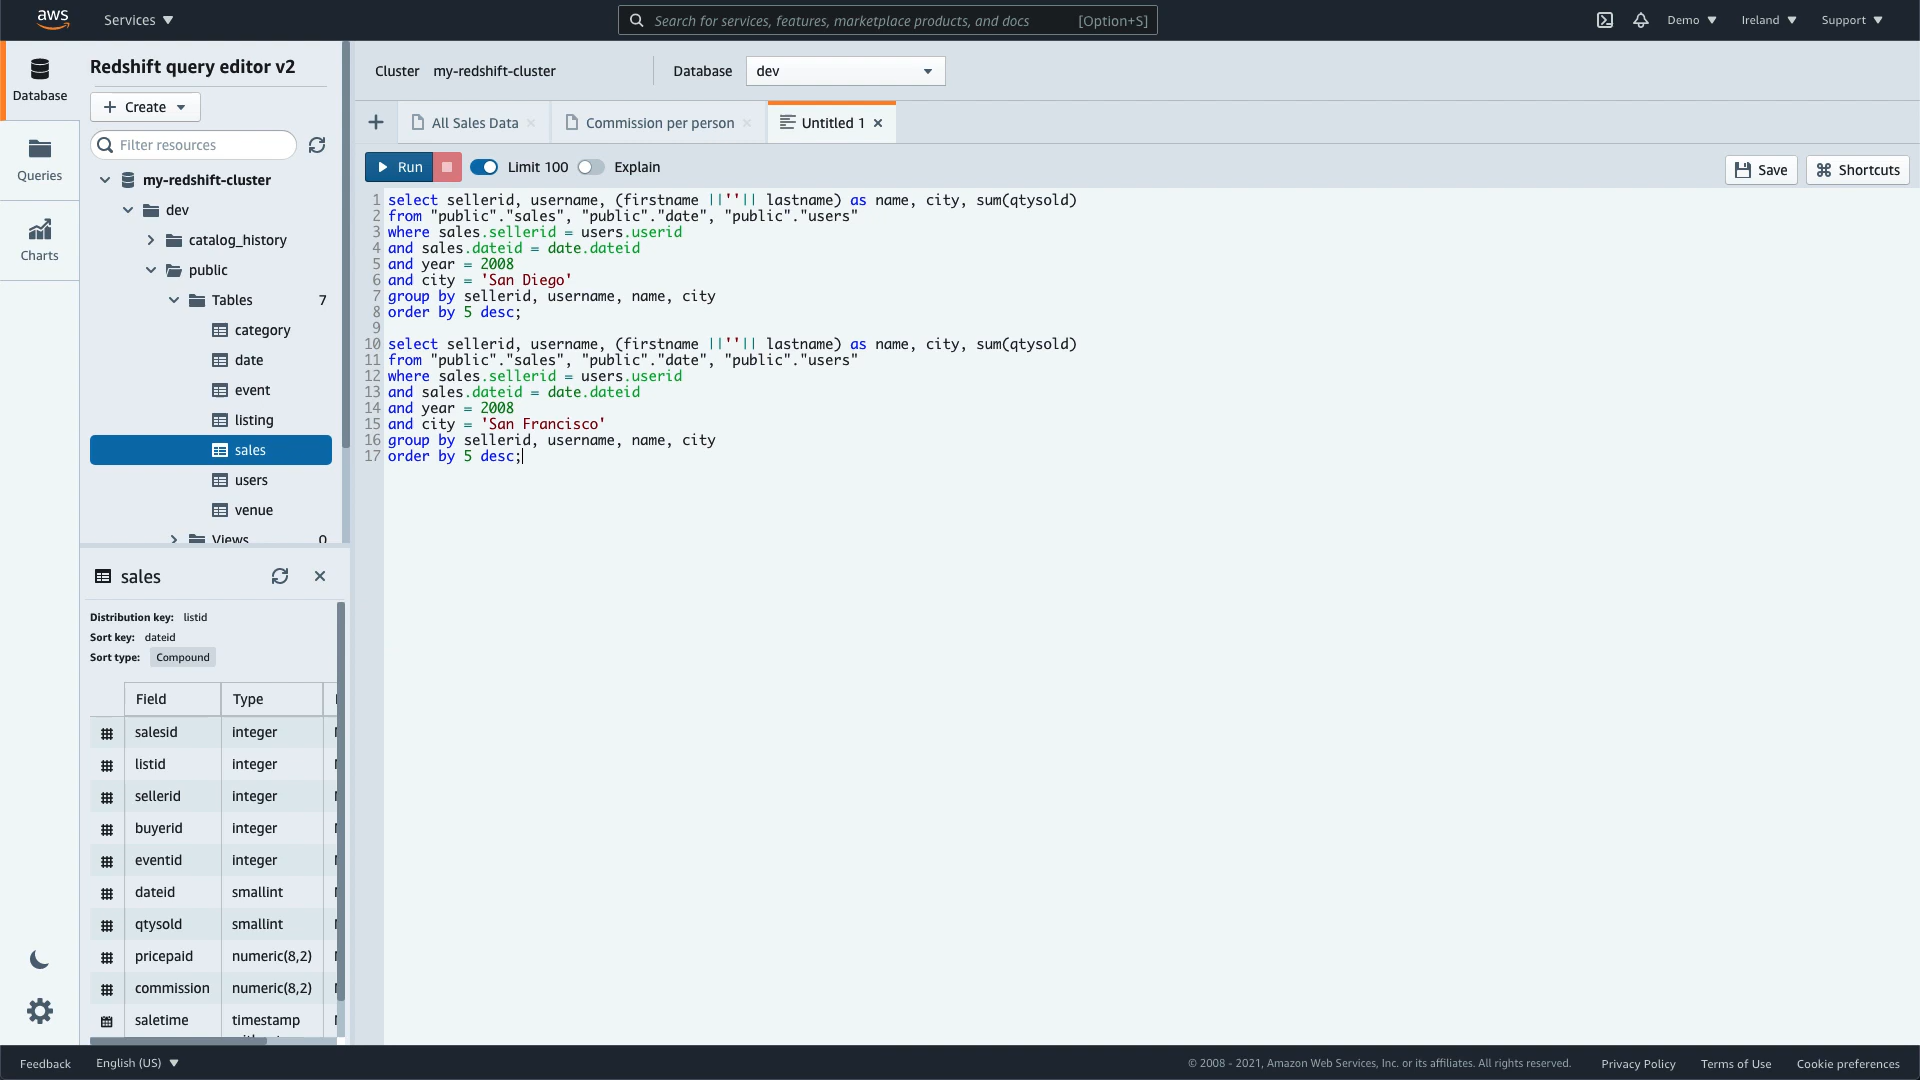 aws
Services
Search for services, features, marketplace products, and docs [Option+S]
Demo
Ireland
Support
Database
Queries
Charts
Redshift query editor v2
Create
Filter resources
my-redshift-cluster
dev
catalog_history
public
Tables 7
category
date
event
listing
sales
users
venue
Views 0
sales
Distribution key: listid
Sort key: dateid
Sort type: Compound
Field Type
salesid integer
listid integer
sellerid integer
buyerid integer
eventid integer
dateid smallint
qtysold smallint
pricepaid numeric(8,2)
commission numeric(8,2)
saletime timestamp
Cluster my-redshift-cluster Database dev
All Sales Data
Commission per person
Untitled 1
Run Limit 100 Explain Save Shortcuts
1 select sellerid, username, (firstname ||''|| lastname) as name, city, sum(qtysold)
2 from "public"."sales", "public"."date", "public"."users"
3 where sales.sellerid = users.userid
4 and sales.dateid = date.dateid
5 and year = 2008
6 and city = 'San Diego'
7 group by sellerid, username, name, city
8 order by 5 desc;
9
10 select sellerid, username, (firstname ||''|| lastname) as name, city, sum(qtysold)
11 from "public"."sales", "public"."date", "public"."users"
12 where sales.sellerid = users.userid
13 and sales.dateid = date.dateid
14 and year = 2008
15 and city = 'San Francisco'
16 group by sellerid, username, name, city
17 order by 5 desc;
Feedback English (US) © 2008 - 2021, Amazon Web Services, Inc. or its affiliates. All rights reserved. Privacy Policy Terms of Use Cookie preferences